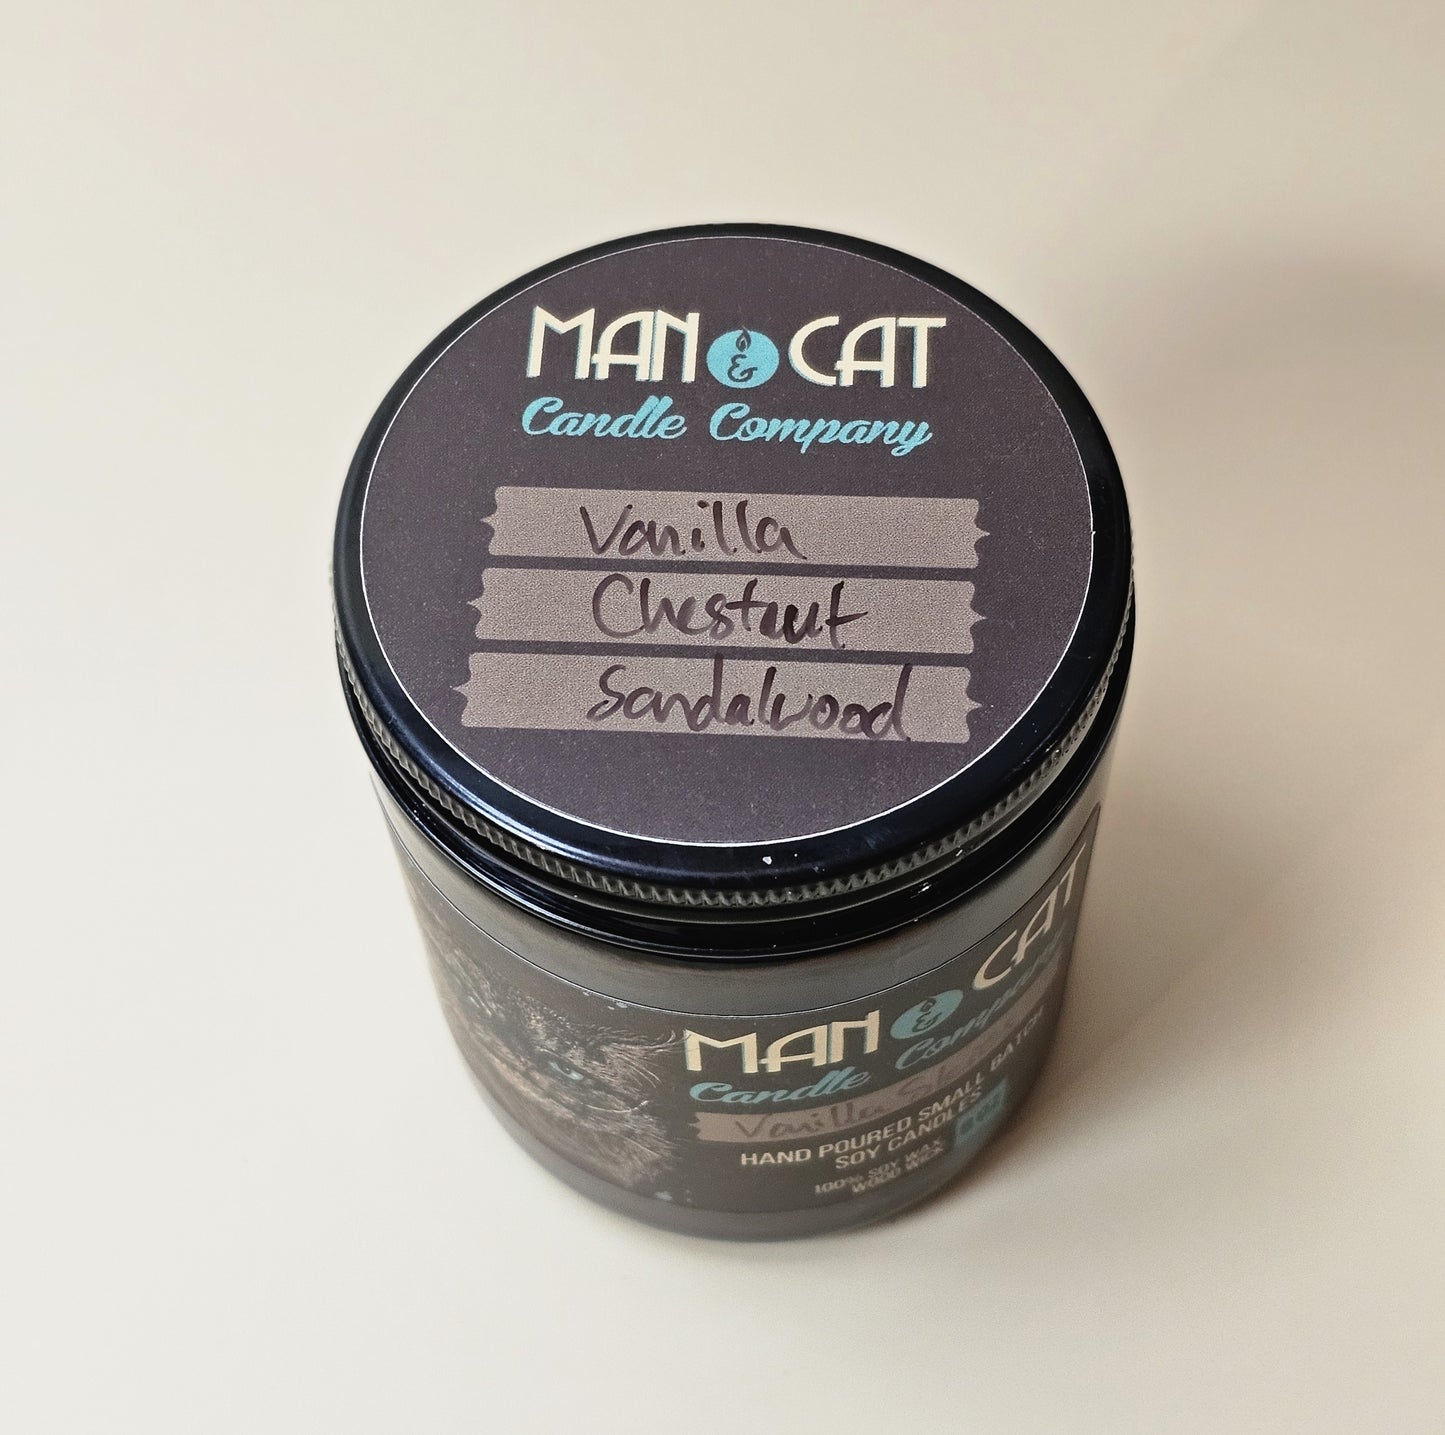 MAN & CAT
Candle Company
Vanilla
Chestnut
Sandalwood
MAN & CAT
Candle Company
Vanilla
HAND POURED SMALL BATCH
SOY CANDLES
100% SOY WAX
WOOD WICK